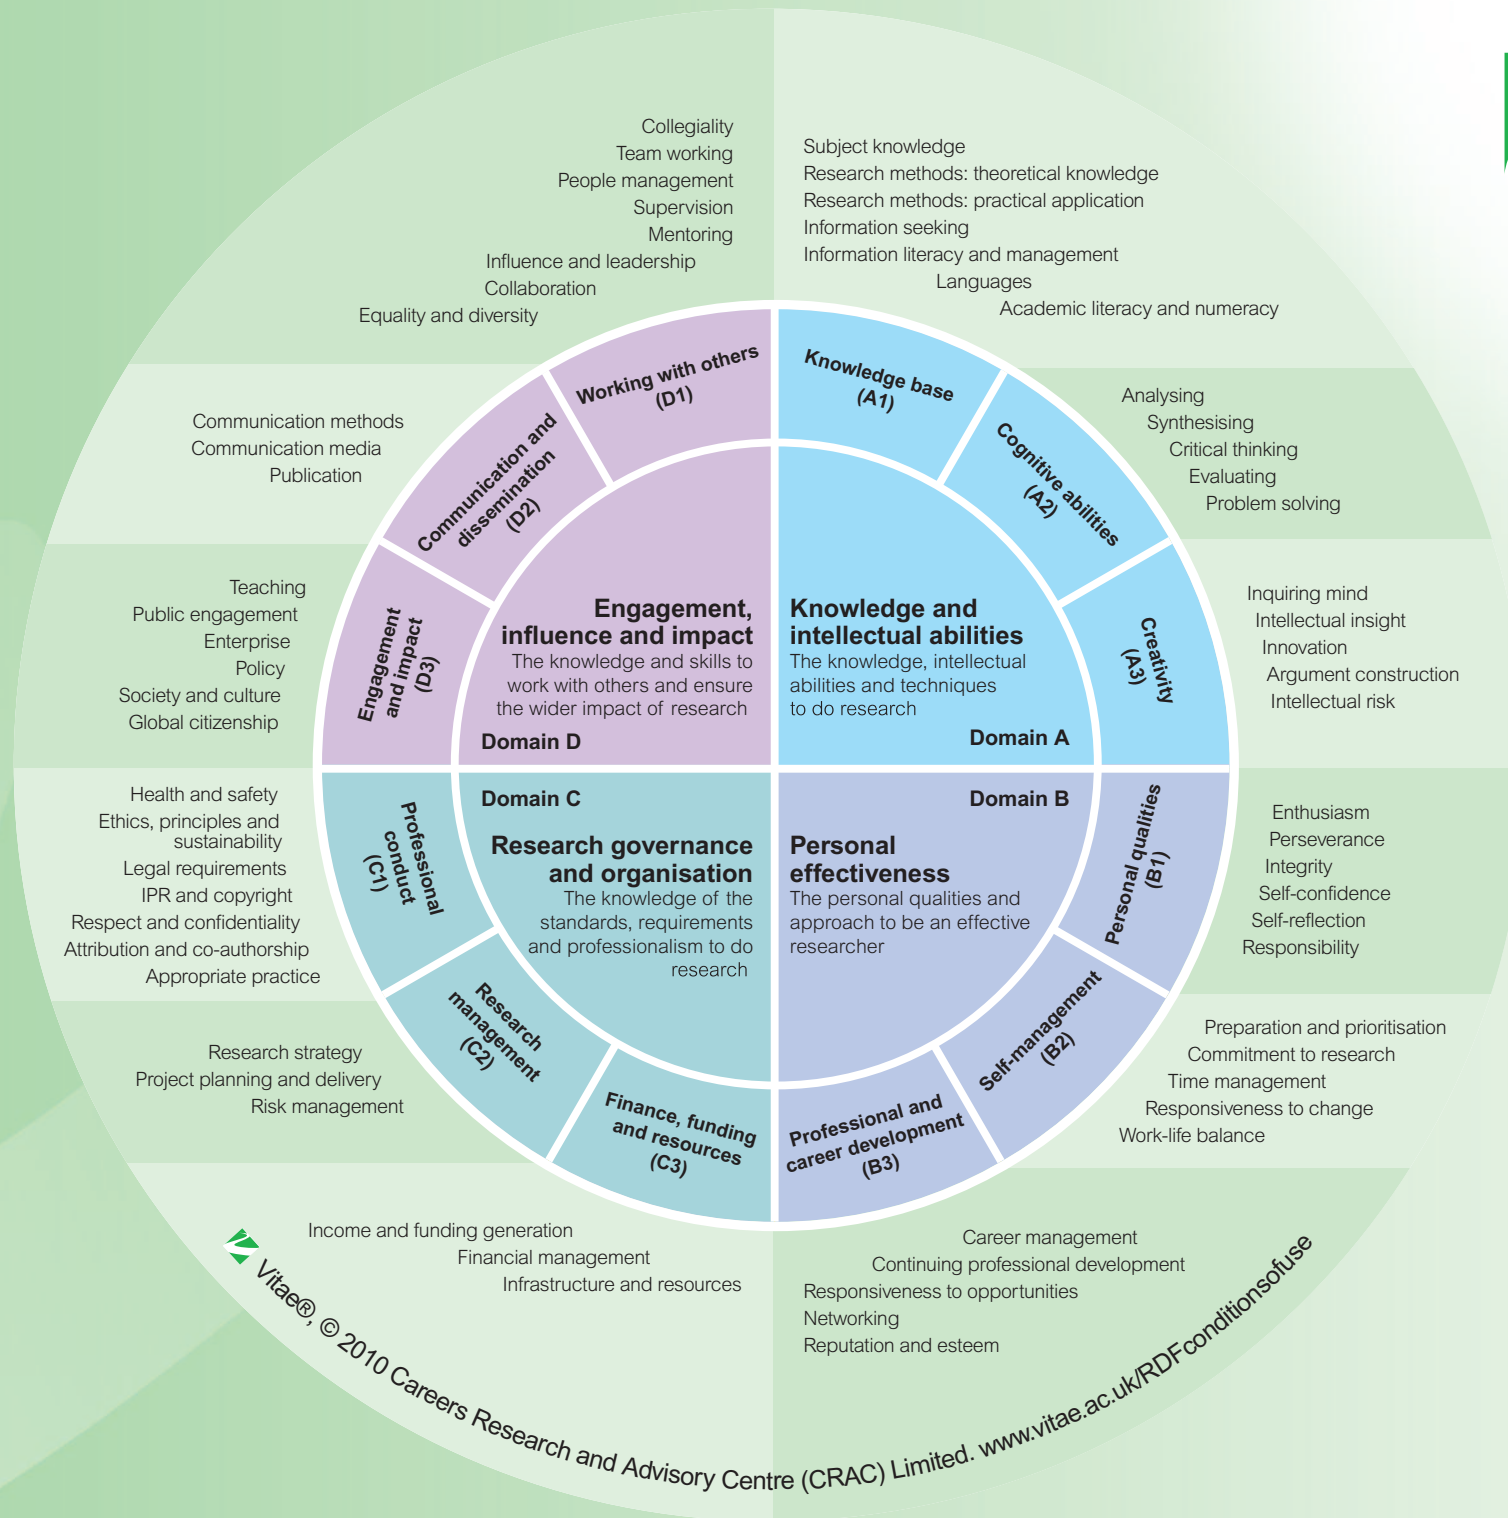 Subject knowledge
Research methods: theoretical knowledge
Research methods: practical application
Information seeking
Information literacy and management
Languages
Academic literacy and numeracy
Knowledge base
(A1)
Analysing
Synthesising
Critical thinking
Evaluating
Problem solving
Cognitive abilities
(A2)
Inquiring mind
Intellectual insight
Innovation
Argument construction
Intellectual risk
Creativity
(A3)
Knowledge and
intellectual abilities
The knowledge, intellectual
abilities and techniques
to do research
Domain A
Domain B
Personal
effectiveness
The personal qualities and
approach to be an effective
researcher
Personal qualities
(B1)
Enthusiasm
Perseverance
Integrity
Self-confidence
Self-reflection
Responsibility
Self-management
(B2)
Preparation and prioritisation
Commitment to research
Time management
Responsiveness to change
Work-life balance
Professional and
career development
(B3)
Career management
Continuing professional development
Responsiveness to opportunities
Networking
Reputation and esteem
Domain C
Research governance
and organisation
The knowledge of the
standards, requirements
and professionalism to do
research
Professional
conduct
(C1)
Health and safety
Ethics, principles and
sustainability
Legal requirements
IPR and copyright
Respect and confidentiality
Attribution and co-authorship
Appropriate practice
Research
management
(C2)
Research strategy
Project planning and delivery
Risk management
Finance, funding
and resources
(C3)
Income and funding generation
Financial management
Infrastructure and resources
Engagement,
influence and impact
The knowledge and skills to
work with others and ensure
the wider impact of research
Domain D
Working with others
(D1)
Collegiality
Team working
People management
Supervision
Mentoring
Influence and leadership
Collaboration
Equality and diversity
Communication and
dissemination
(D2)
Communication methods
Communication media
Publication
Engagement
and impact
(D3)
Teaching
Public engagement
Enterprise
Policy
Society and culture
Global citizenship
Vitae®, © 2010 Careers Research and Advisory Centre (CRAC) Limited. www.vitae.ac.uk/RDFconditionsofuse